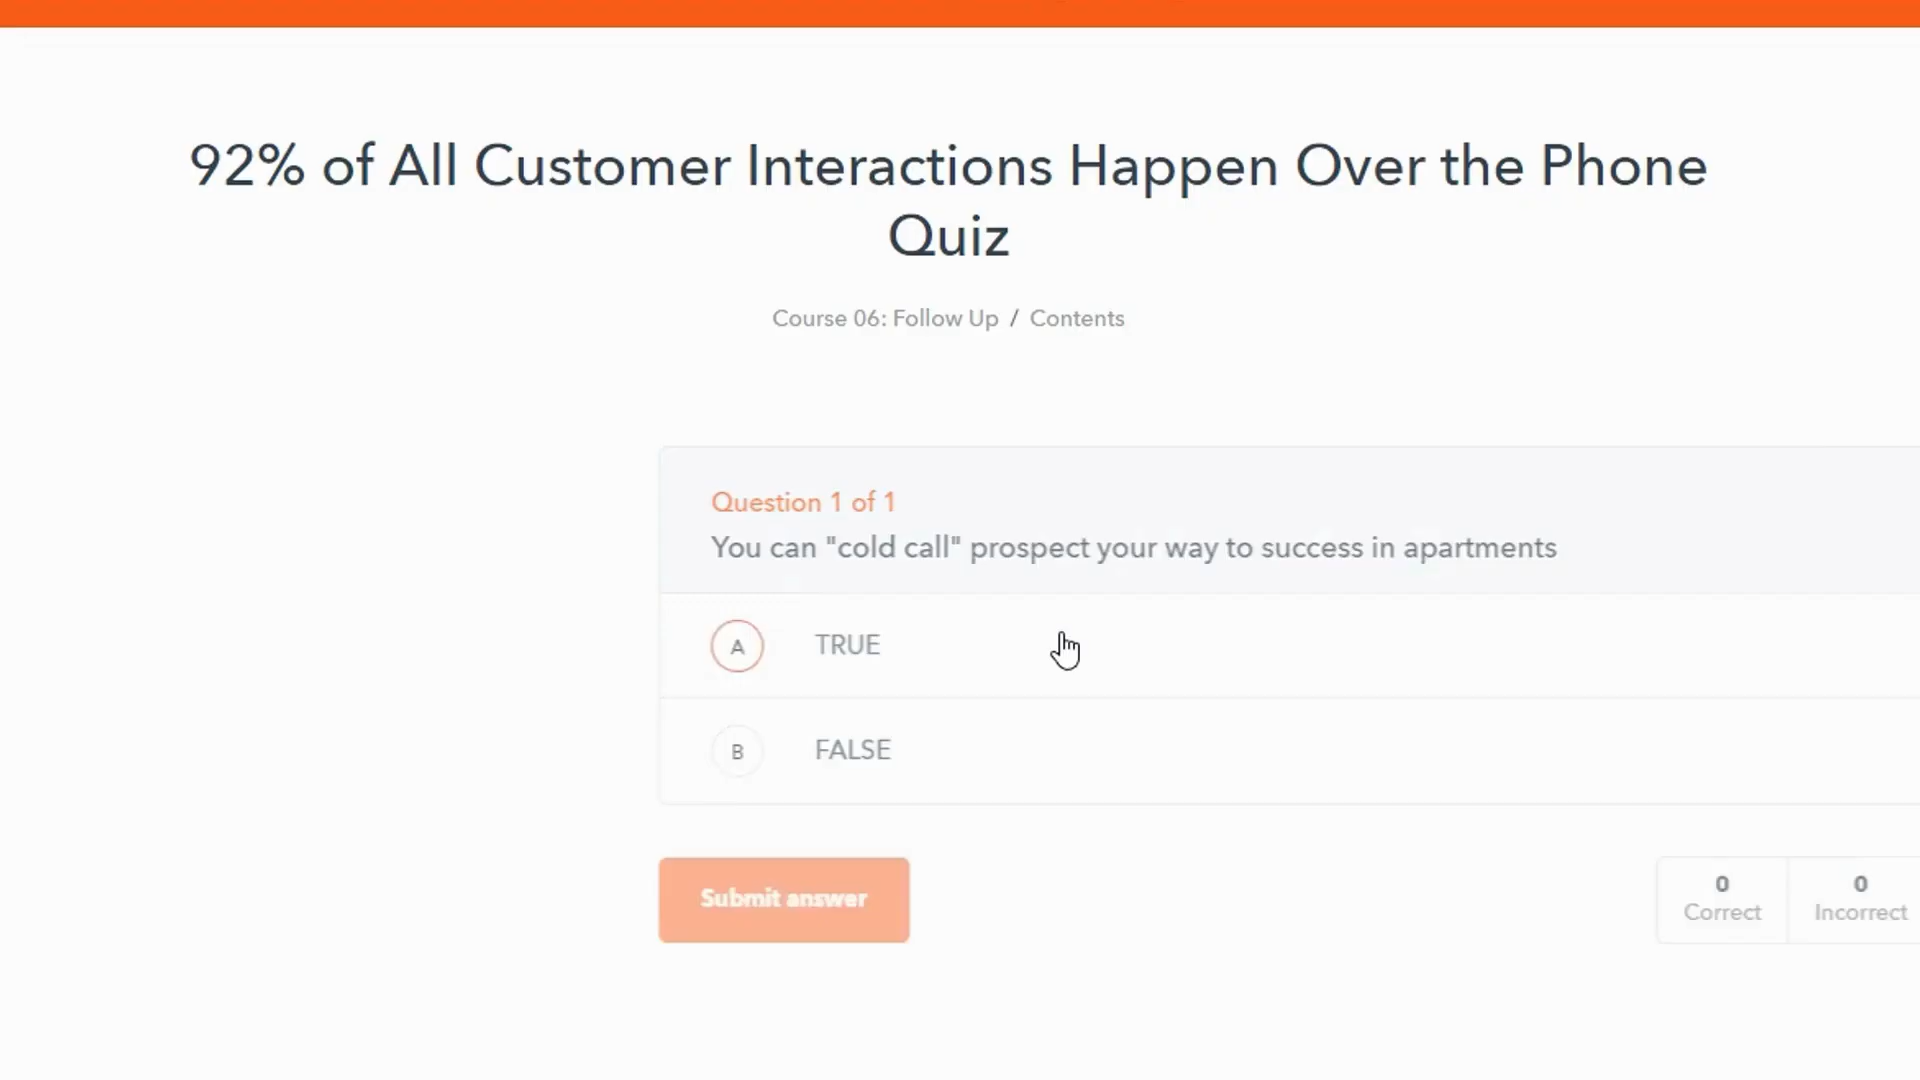 92% of All Customer Interactions Happen Over the Phone
Quiz
Course 06: Follow Up / Contents
Question 1 of 1
You can "cold call" prospect your way to success in apartments
A TRUE
B FALSE
Submit answer
0 0
Correct Incorrect